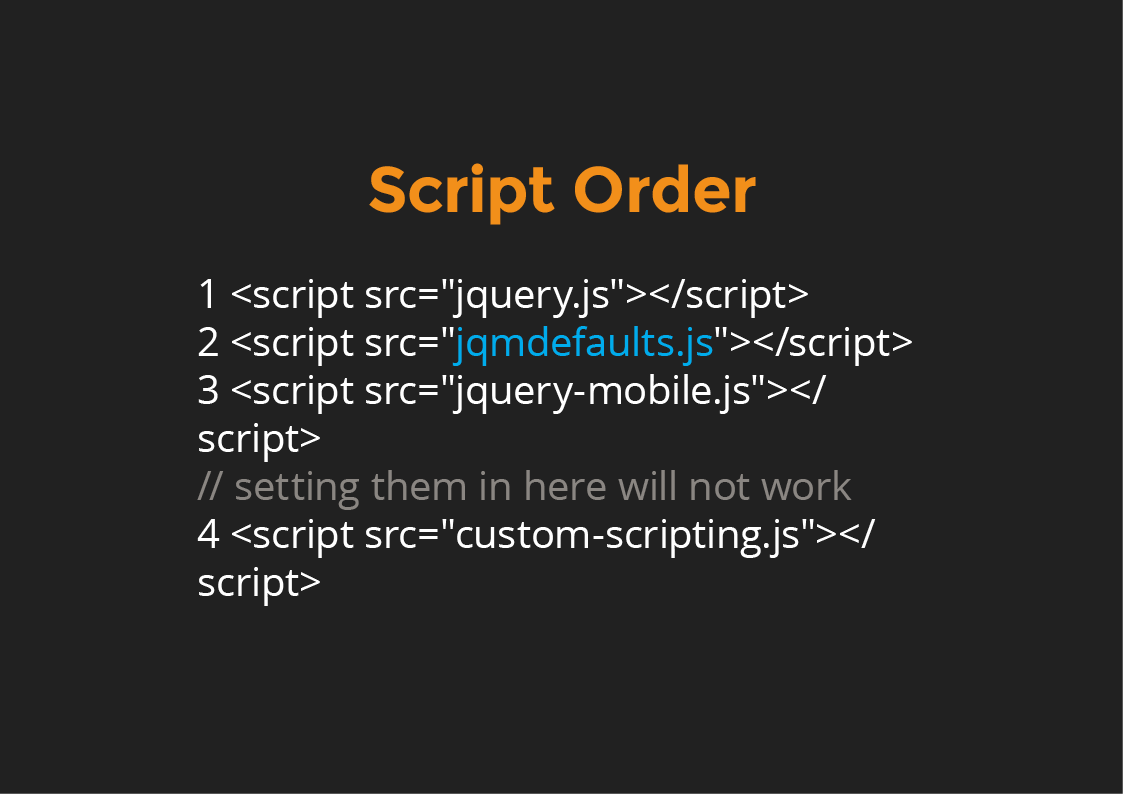 Script Order
1 <script src="jquery.js"></script>
2 <script src="jqmdefaults.js"></script>
3 <script src="jquery-mobile.js"></
script>
// setting them in here will not work
4 <script src="custom-scripting.js"></
script>